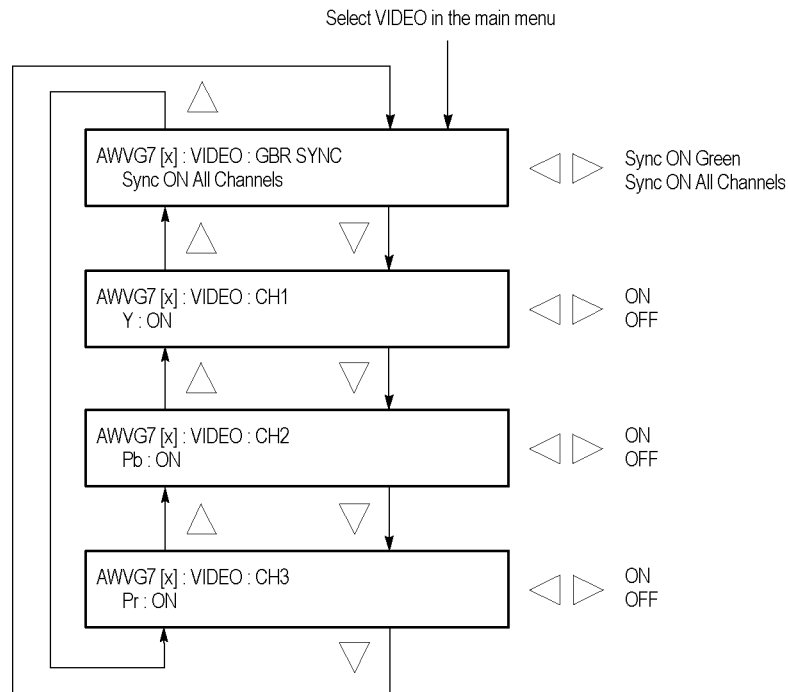 Select VIDEO in the main menu
AWVG7 [x] : VIDEO : GBR SYNC
Sync ON All Channels
Sync ON Green
Sync ON All Channels
AWVG7 [x] : VIDEO : CH1
Y : ON
ON
OFF
AWVG7 [x] : VIDEO : CH2
Pb : ON
ON
OFF
AWVG7 [x] : VIDEO : CH3
Pr : ON
ON
OFF